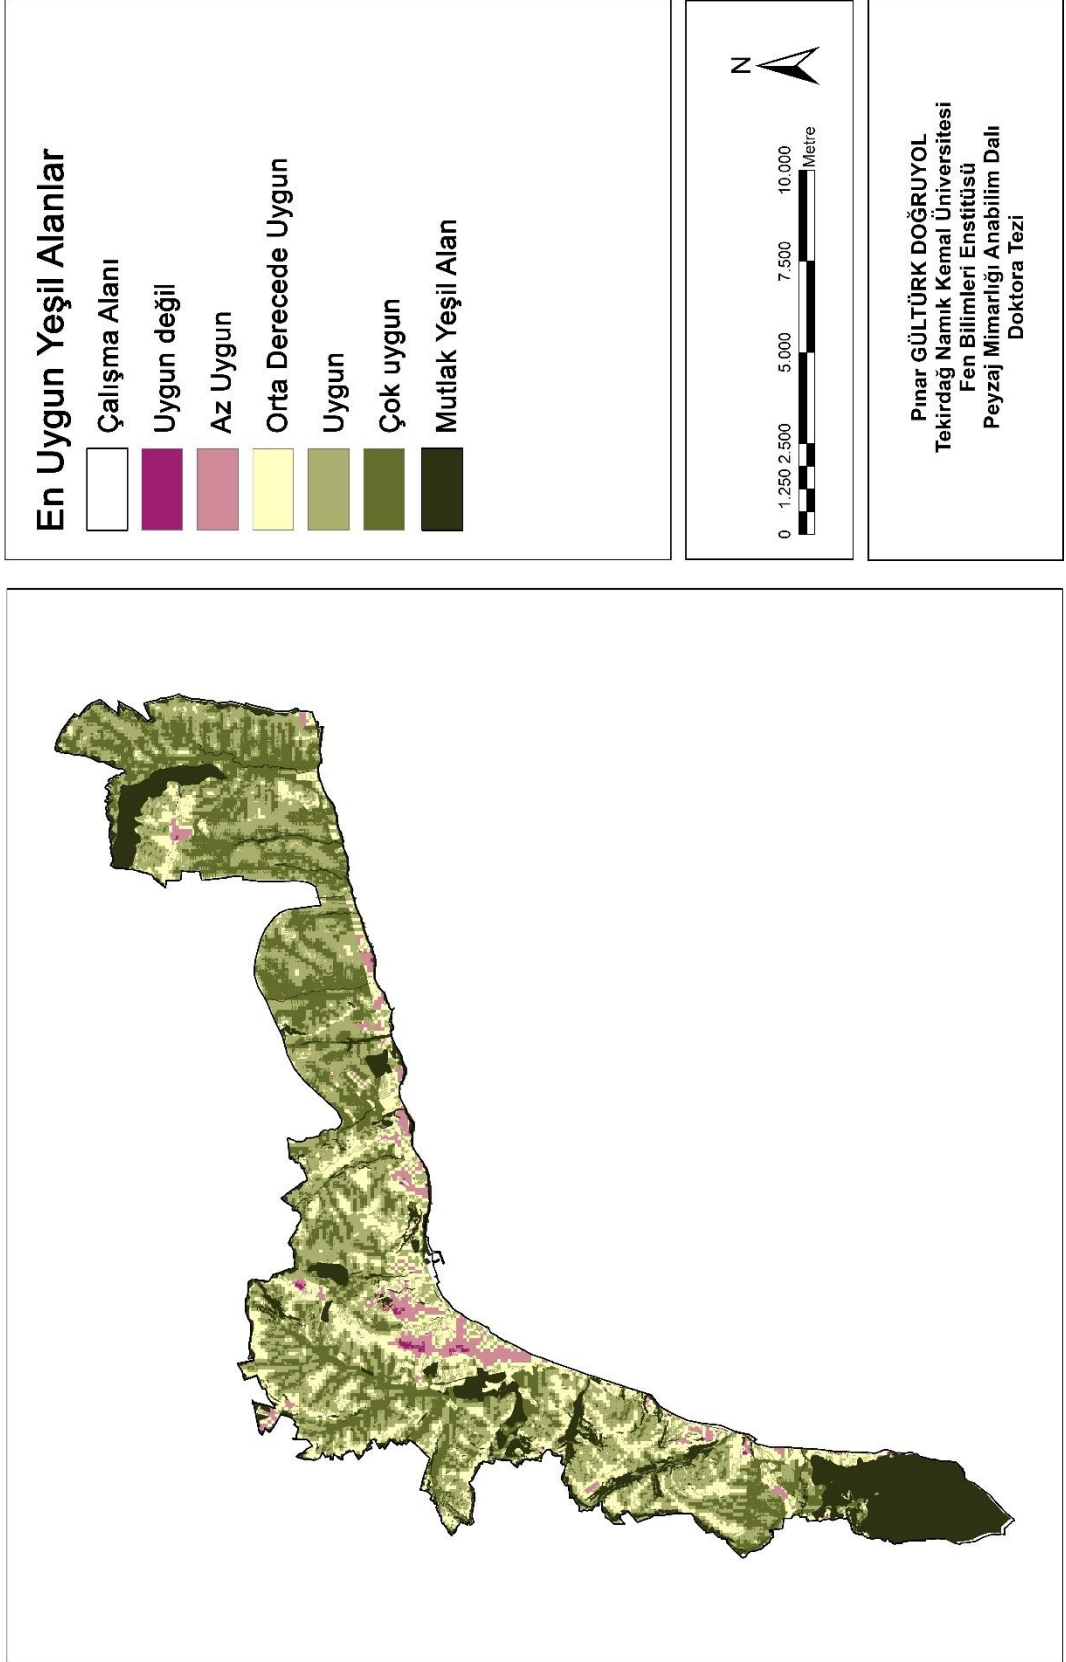 En Uygun Yeşil Alanlar
Çalışma Alanı
Uygun değil
Az Uygun
Orta Derecede Uygun
Uygun
Çok uygun
Mutlak Yeşil Alan
N
0 1.250 2.500 5.000 7.500 10.000
Metre
Pınar GÜLTÜRK DOĞRUYOL
Tekirdağ Namık Kemal Üniversitesi
Fen Bilimleri Enstitüsü
Peyzaj Mimarlığı Anabilim Dalı
Doktora Tezi